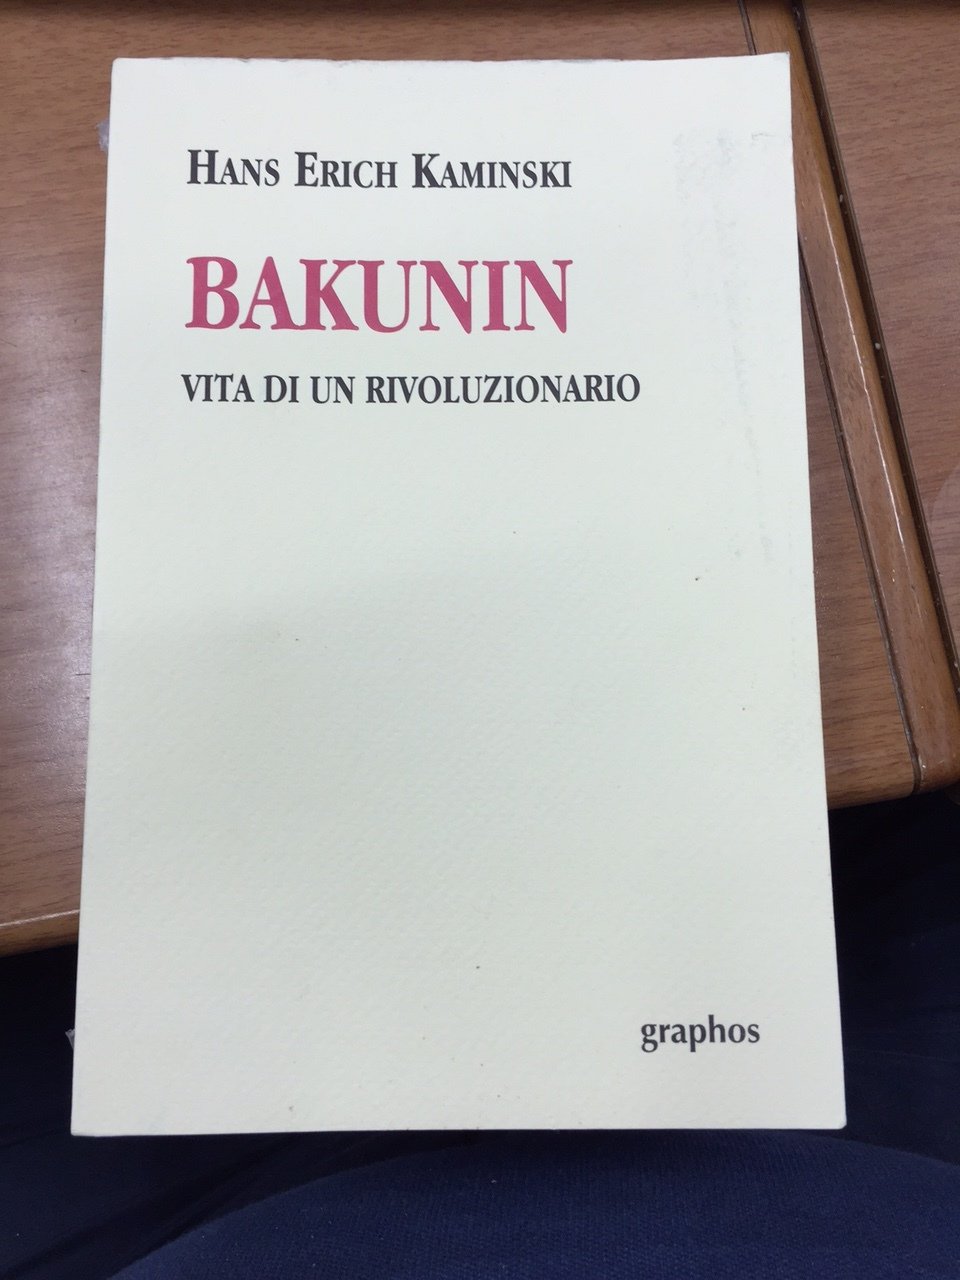 HANS ERICH KAMINSKI
BAKUNIN
VITA DI UN RIVOLUZIONARIO
graphos